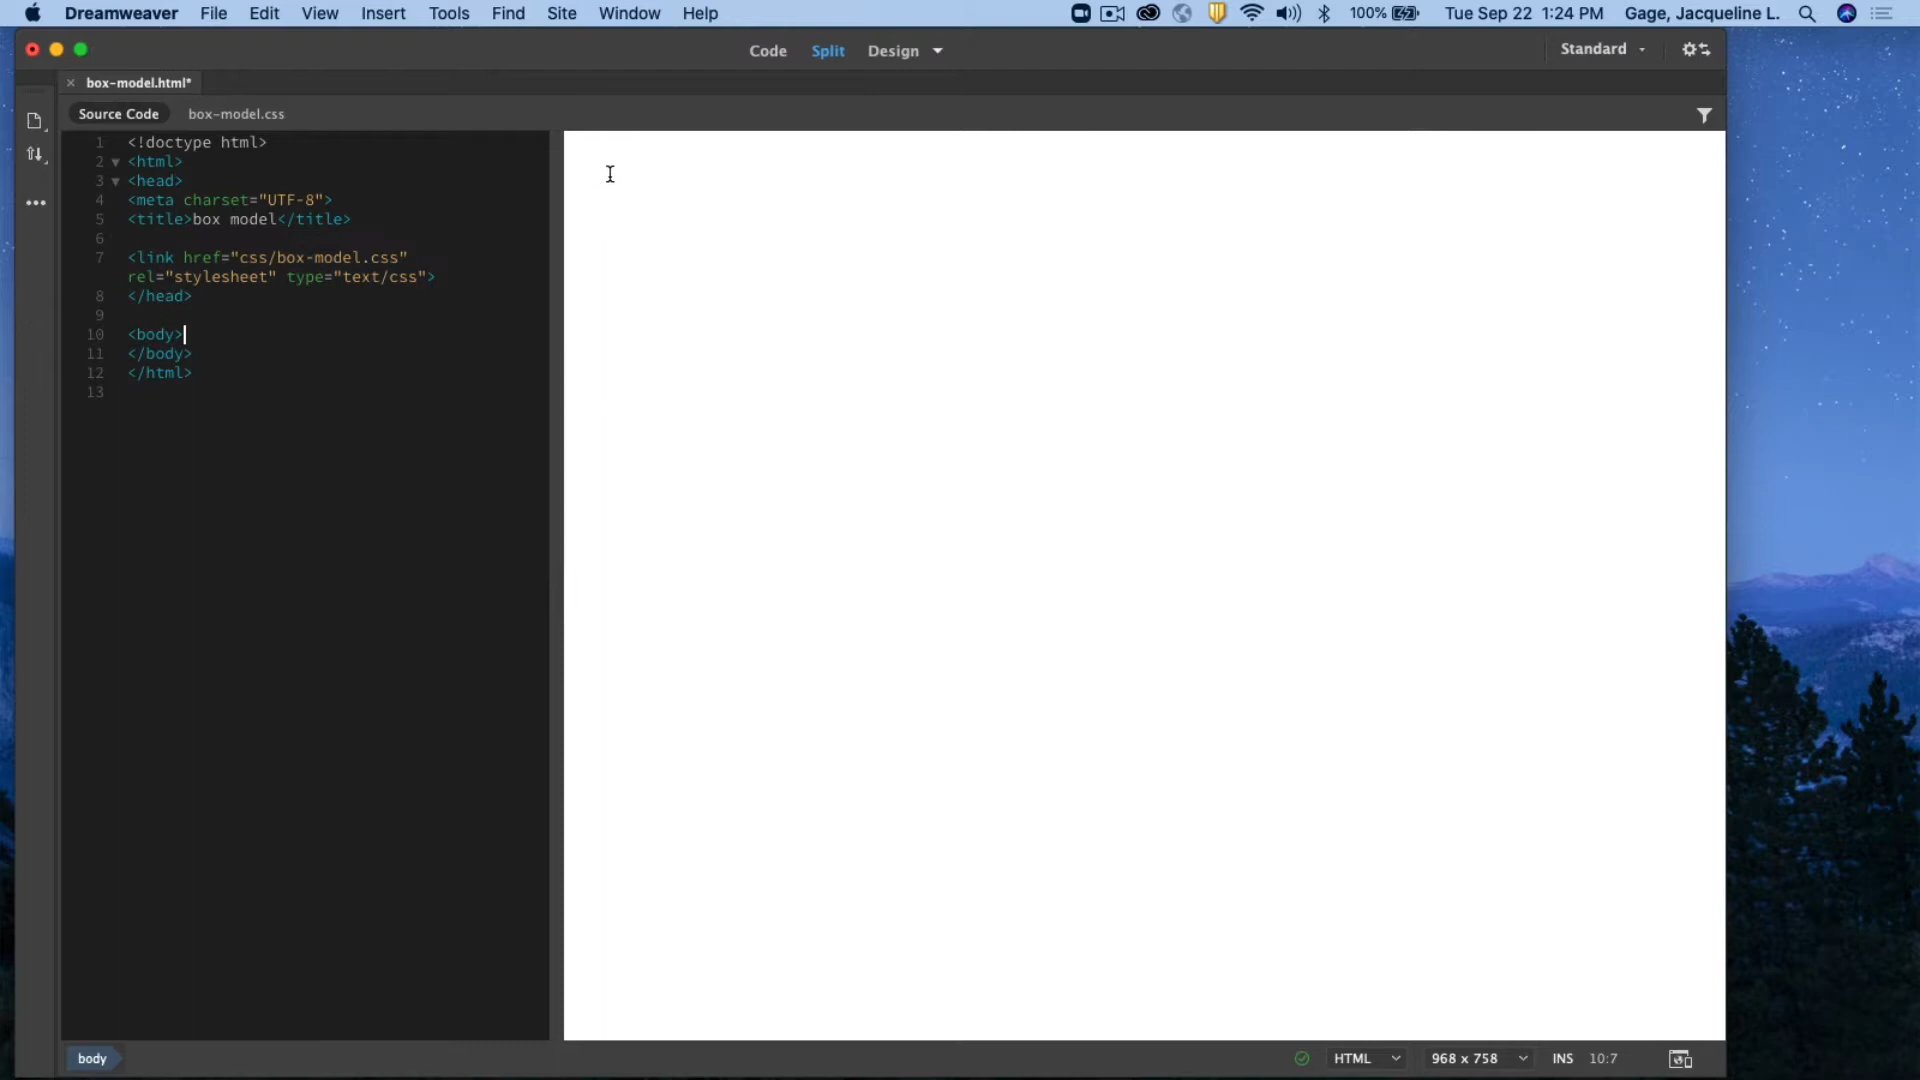 Dreamweaver File Edit View Insert Tools Find Site Window Help 100% Tue Sep 22 1:24 PM Gage, Jacqueline L.
Code Split Design Standard
× box-model.html*
Source Code box-model.css
1 <!doctype html>
2 <html>
3 <head>
4 <meta charset="UTF-8">
5 <title>box model</title>
6
7 <link href="css/box-model.css"
rel="stylesheet" type="text/css">
8 </head>
9
10 <body>
11 </body>
12 </html>
13
body HTML 968 x 758 INS 10:7